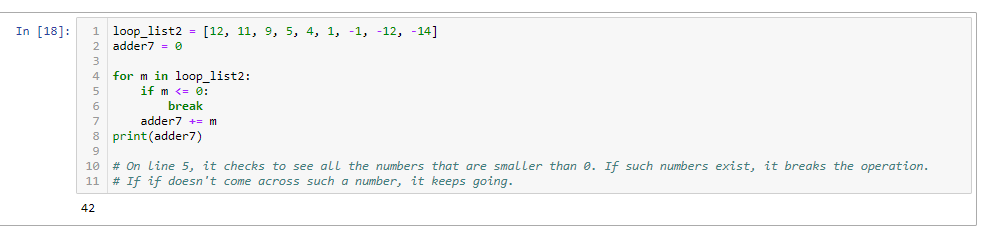 In [18]:
1 loop_list2 = [12, 11, 9, 5, 4, 1, -1, -12, -14]
2 adder7 = 0
3
4 for m in loop_list2:
5     if m <= 0:
6         break
7     adder7 += m
8 print(adder7)
9
10 # On line 5, it checks to see all the numbers that are smaller than 0. If such numbers exist, it breaks the operation.
11 # If if doesn't come across such a number, it keeps going.
42